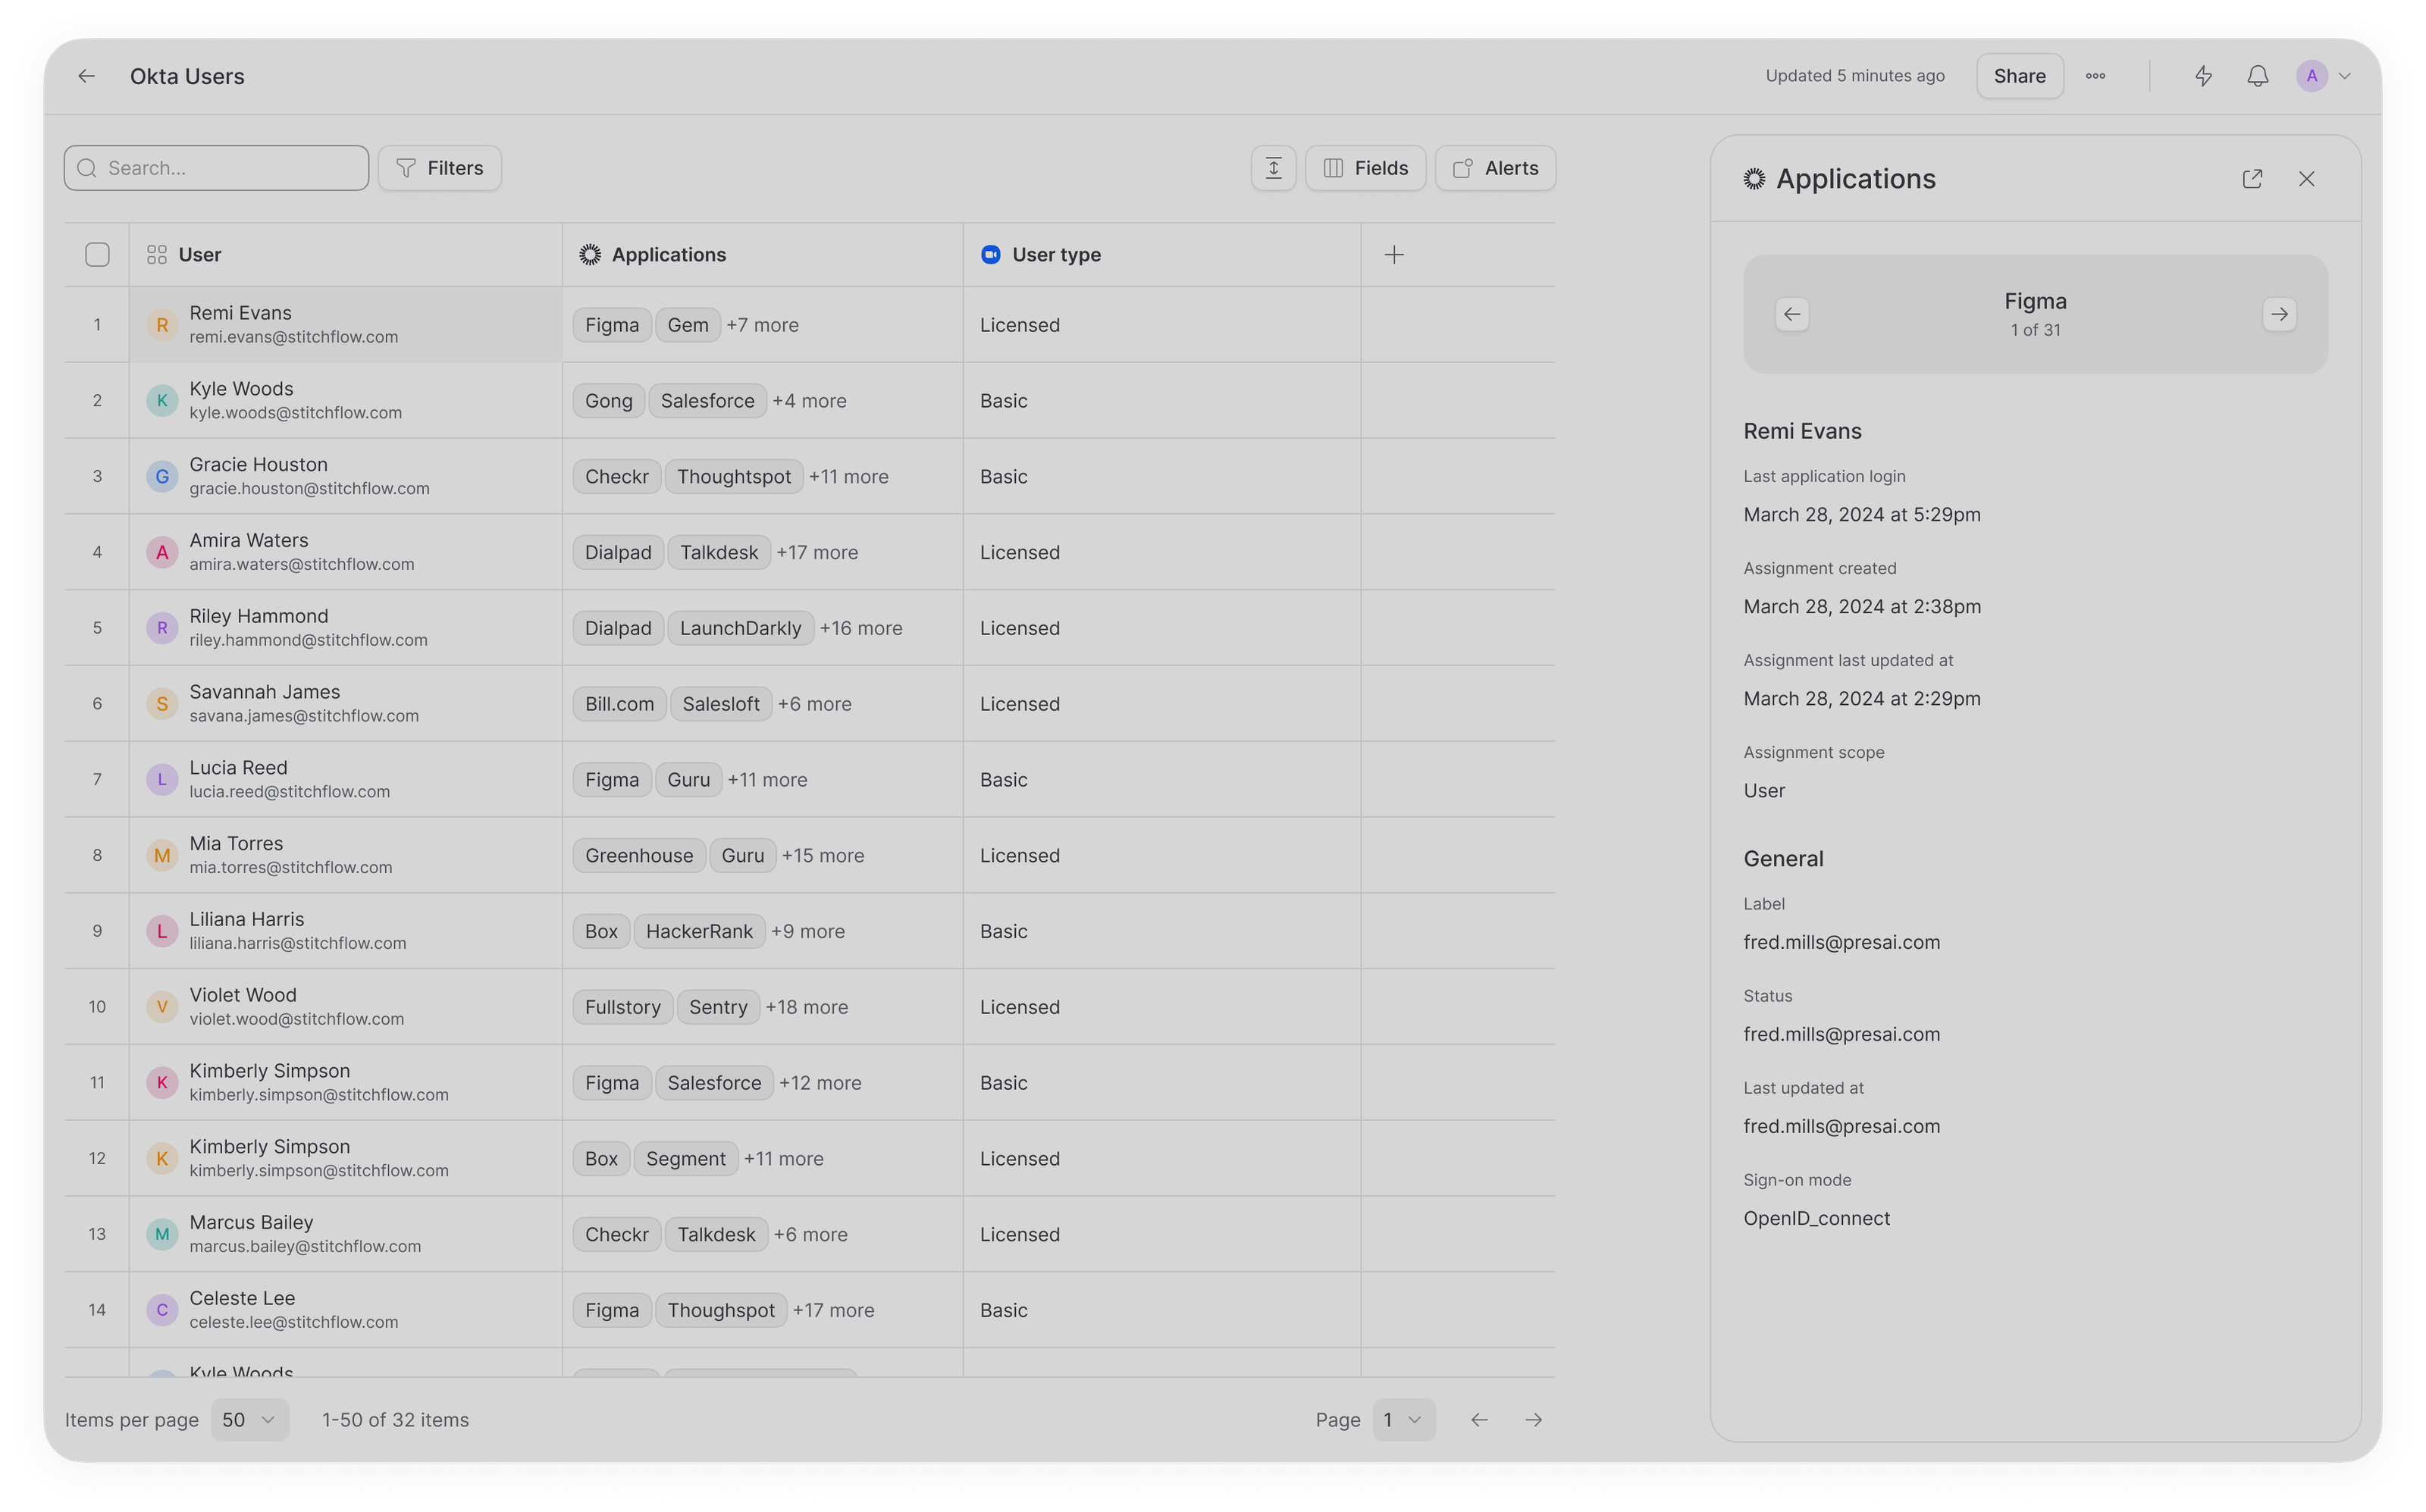 Okta Users
Updated 5 minutes ago
Share
A
Search...
Filters
Fields
Alerts
User
Applications
User type
1
R
Remi Evans
remi.evans@stitchflow.com
Figma Gem +7 more
Licensed
2
K
Kyle Woods
kyle.woods@stitchflow.com
Gong Salesforce +4 more
Basic
3
G
Gracie Houston
gracie.houston@stitchflow.com
Checkr Thoughtspot +11 more
Basic
4
A
Amira Waters
amira.waters@stitchflow.com
Dialpad Talkdesk +17 more
Licensed
5
R
Riley Hammond
riley.hammond@stitchflow.com
Dialpad LaunchDarkly +16 more
Licensed
6
S
Savannah James
savana.james@stitchflow.com
Bill.com Salesloft +6 more
Licensed
7
L
Lucia Reed
lucia.reed@stitchflow.com
Figma Guru +11 more
Basic
8
M
Mia Torres
mia.torres@stitchflow.com
Greenhouse Guru +15 more
Licensed
9
L
Liliana Harris
liliana.harris@stitchflow.com
Box HackerRank +9 more
Basic
10
V
Violet Wood
violet.wood@stitchflow.com
Fullstory Sentry +18 more
Licensed
11
K
Kimberly Simpson
kimberly.simpson@stitchflow.com
Figma Salesforce +12 more
Basic
12
K
Kimberly Simpson
kimberly.simpson@stitchflow.com
Box Segment +11 more
Licensed
13
M
Marcus Bailey
marcus.bailey@stitchflow.com
Checkr Talkdesk +6 more
Licensed
14
C
Celeste Lee
celeste.lee@stitchflow.com
Figma Thoughspot +17 more
Basic
Kyle Woods
Items per page 50
1-50 of 32 items
Page 1
Applications
Figma
1 of 31
Remi Evans
Last application login
March 28, 2024 at 5:29pm
Assignment created
March 28, 2024 at 2:38pm
Assignment last updated at
March 28, 2024 at 2:29pm
Assignment scope
User
General
Label
fred.mills@presai.com
Status
fred.mills@presai.com
Last updated at
fred.mills@presai.com
Sign-on mode
OpenID_connect